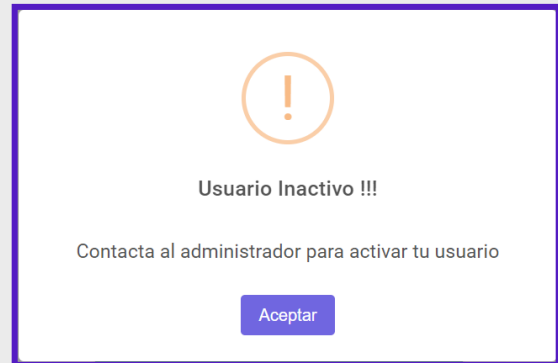 Usuario Inactivo !!!
Contacta al administrador para activar tu usuario
Aceptar